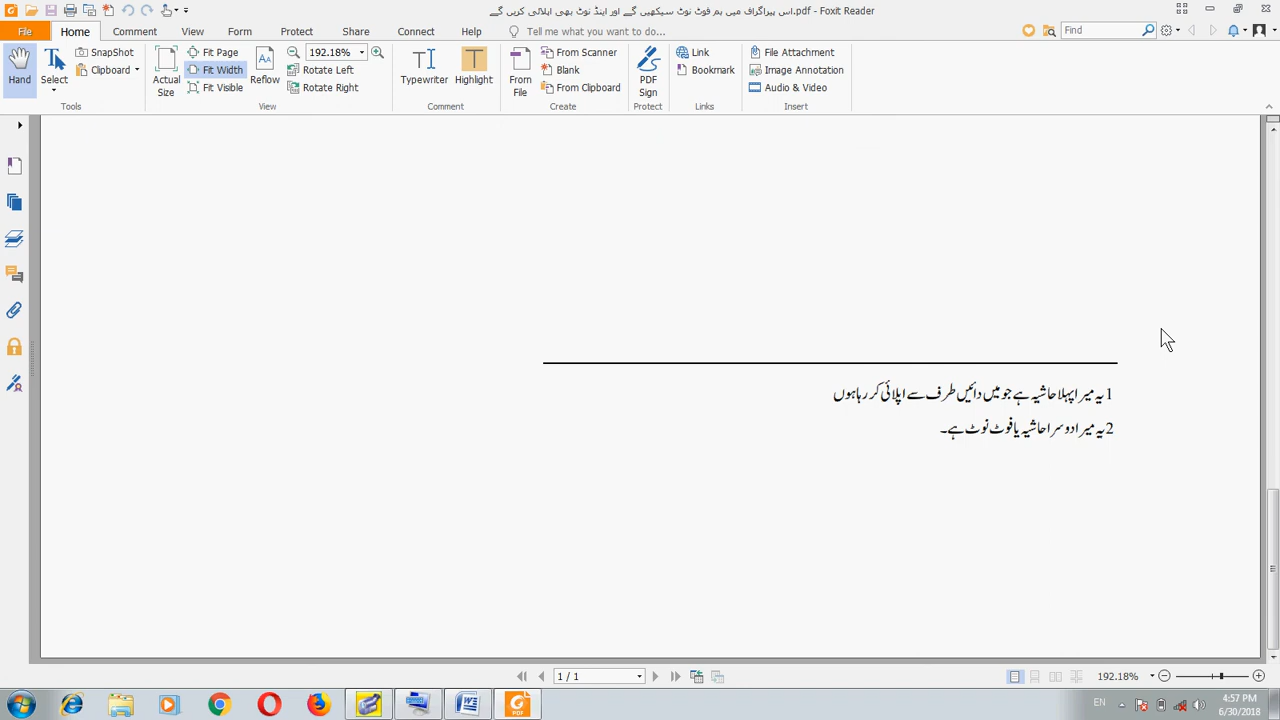 اس پیراگراف میں ہم فوٹ نوٹ سیکھیں گے اور اینڈ نوٹ بھی اپلائی کریں گے.pdf - Foxit Reader
File Home Comment View Form Protect Share Connect Help Tell me what you want to do... Find
Hand
Select
SnapShot
Clipboard
Tools
Actual Size
Fit Page
Fit Width
Fit Visible
Reflow
192.18%
Rotate Left
Rotate Right
View
Typewriter
Highlight
Comment
From File
From Scanner
Blank
From Clipboard
Create
PDF Sign
Protect
Link
Bookmark
Links
File Attachment
Image Annotation
Audio & Video
Insert
1 یہ میرا پہلا حاشیہ ہے جو میں دائیں طرف سے اپلائی کر رہا ہوں
2 یہ میرا دوسرا حاشیہ یا فوٹ نوٹ ہے۔
1 / 1
192.18%
EN
4:57 PM
6/30/2018